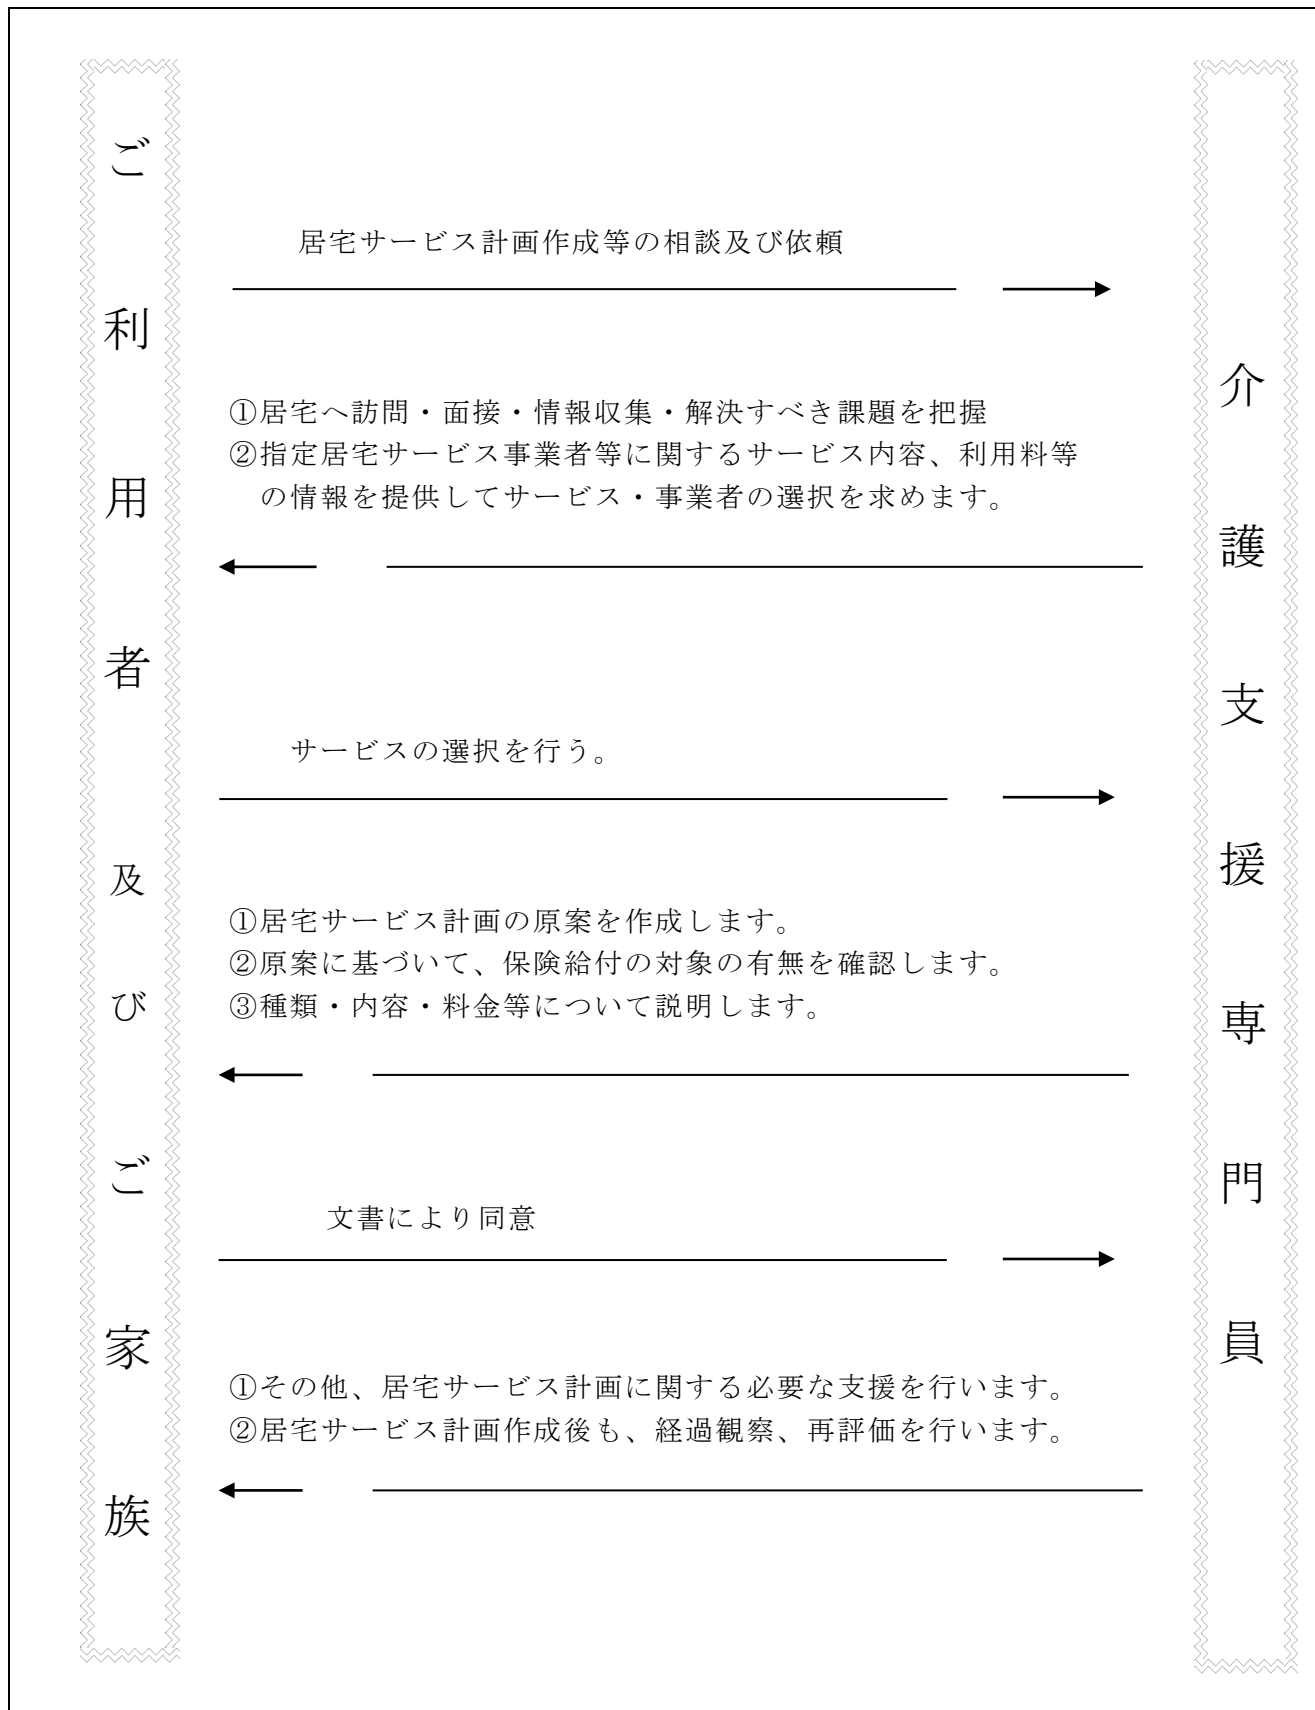 ご利用者及びご家族
居宅サービス計画作成等の相談及び依頼
①居宅へ訪問・面接・情報収集・解決すべき課題を把握
②指定居宅サービス事業者等に関するサービス内容、利用料等
の情報を提供してサービス・事業者の選択を求めます。
サービスの選択を行う。
①居宅サービス計画の原案を作成します。
②原案に基づいて、保険給付の対象の有無を確認します。
③種類・内容・料金等について説明します。
文書により同意
①その他、居宅サービス計画に関する必要な支援を行います。
②居宅サービス計画作成後も、経過観察、再評価を行います。
介護支援専門員